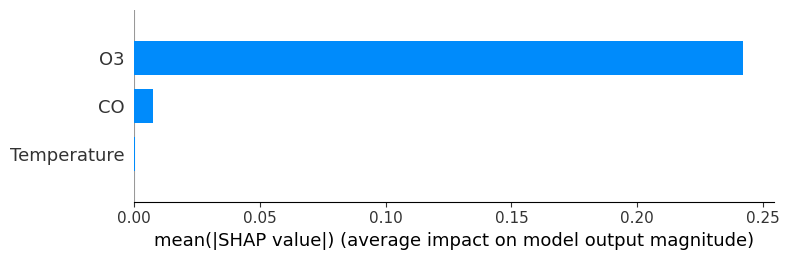 O3
CO
Temperature
0.00 0.05 0.10 0.15 0.20 0.25
mean(|SHAP value|) (average impact on model output magnitude)